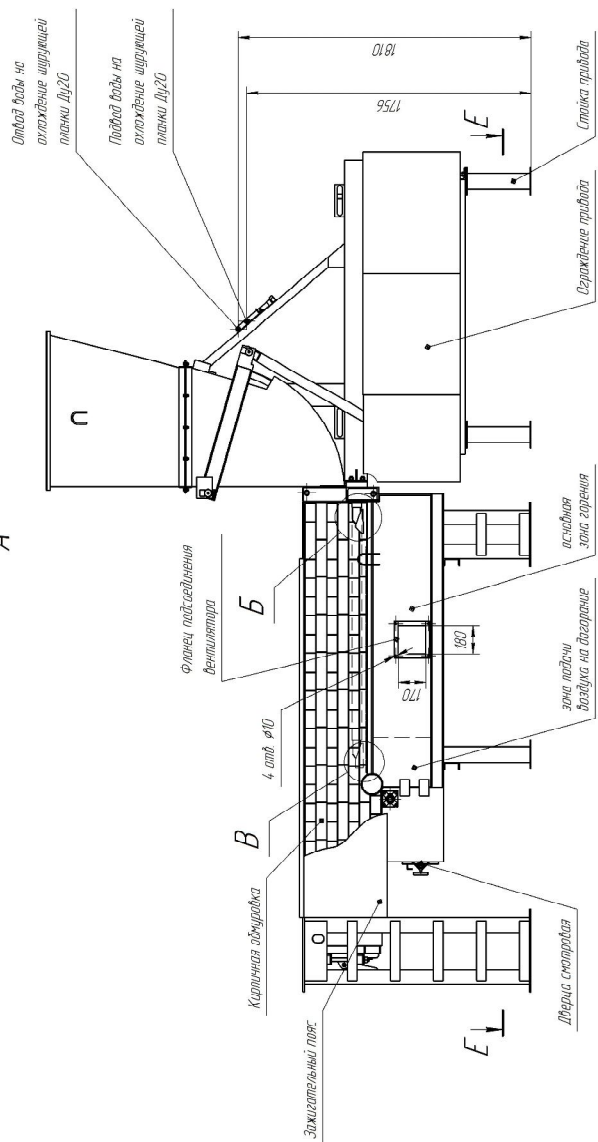 А
Отвод воды на
охлаждение шурующей
планки Ду20
Подвод воды на
охлаждение шурующей
планки Ду20
1810
1756
Фланец подсоединения
вентилятора
4 отв. ϕ10
Б
В
Кирпичная обмуровка
Зажигательный пояс
Е
Е
170
180
Дверца смотровая
зона подачи
воздуха на догорание
основная
зона горения
Ограждение привода
Стойка привода